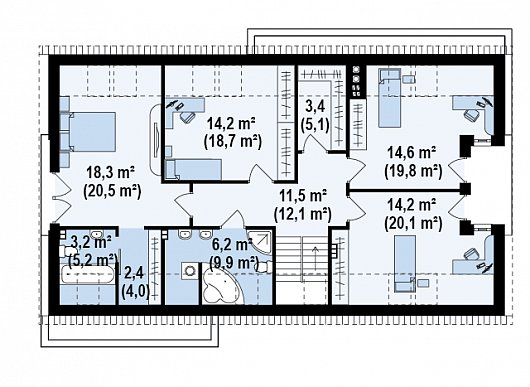 3,4
(5,1)
14,2 m²
(18,7 m²)
14,6 m²
(19,8 m²)
18,3 m²
(20,5 m²)
11,5 m²
(12,1 m²)
14,2 m²
(20,1 m²)
3,2 m²
(5,2 m²)
6,2 m²
(9,9 m²)
2,4
(4,0)